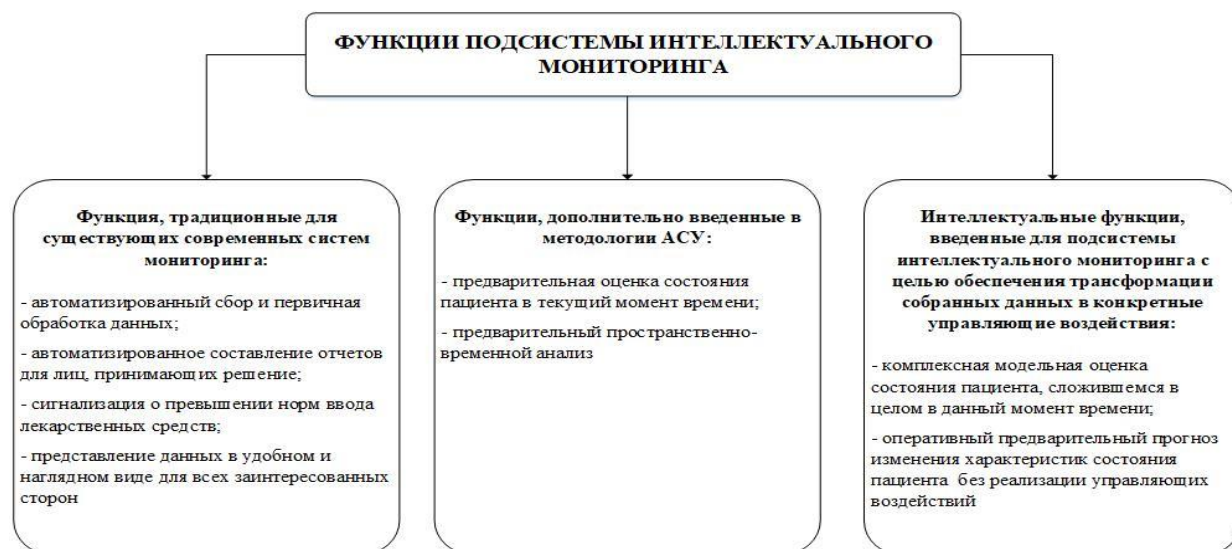 ФУНКЦИИ ПОДСИСТЕМЫ ИНТЕЛЛЕКТУАЛЬНОГО
МОНИТОРИНГА
Функция, традиционные для
существующих современных систем
мониторинга:
- автоматизированный сбор и первичная
обработка данных;
- автоматизированное составление отчетов
для лиц, принимающих решение;
- сигнализация о превышении норм ввода
лекарственных средств;
- представление данных в удобном и
наглядном виде для всех заинтересованных
сторон
Функции, дополнительно введенные в
методологии АСУ:
- предварительная оценка состояния
пациента в текущий момент времени;
- предварительный пространственно-
временной анализ
Интеллектуальные функции,
введенные для подсистемы
интеллектуального мониторинга с
целью обеспечения трансформации
собранных данных в конкретные
управляющие воздействия:
- комплексная модельная оценка
состояния пациента, сложившемся в
целом в данный момент времени;
- оперативный предварительный прогноз
изменения характеристик состояния
пациента без реализации управляющих
воздействий